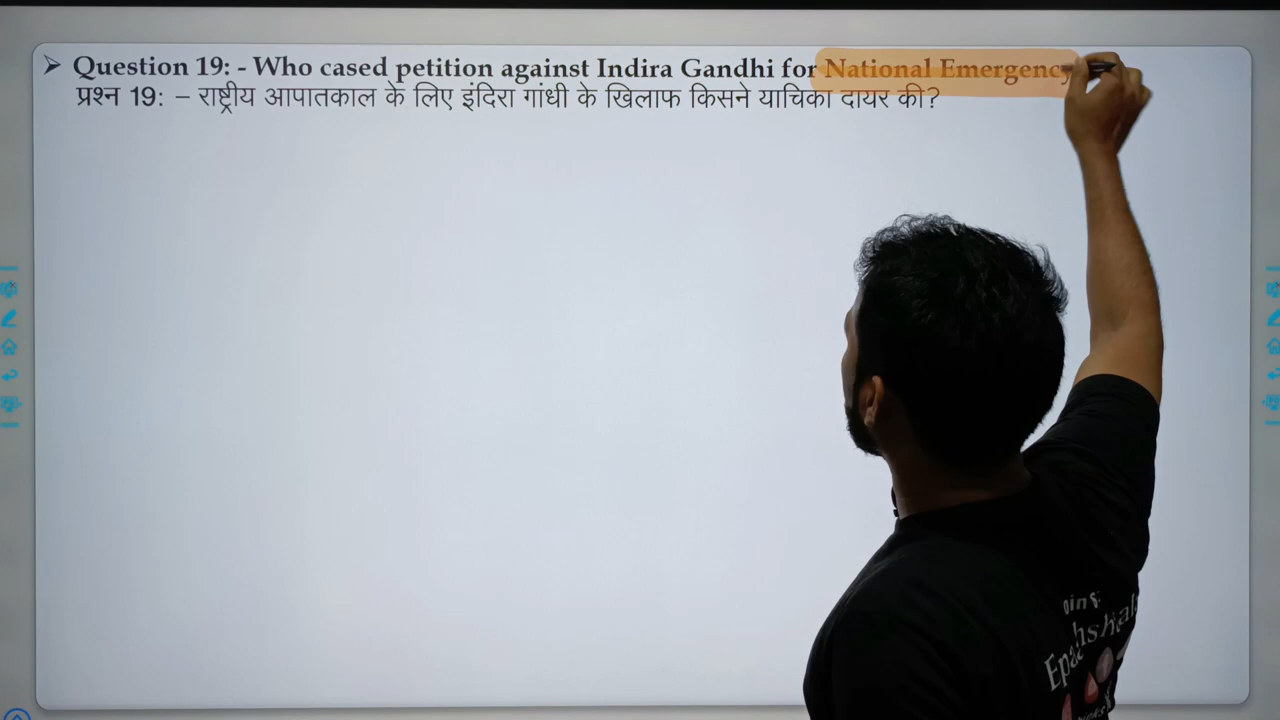 ➢ Question 19: - Who cased petition against Indira Gandhi for National Emergency
प्रश्न 19: – राष्ट्रीय आपातकाल के लिए इंदिरा गांधी के खिलाफ किसने याचिका दायर की?